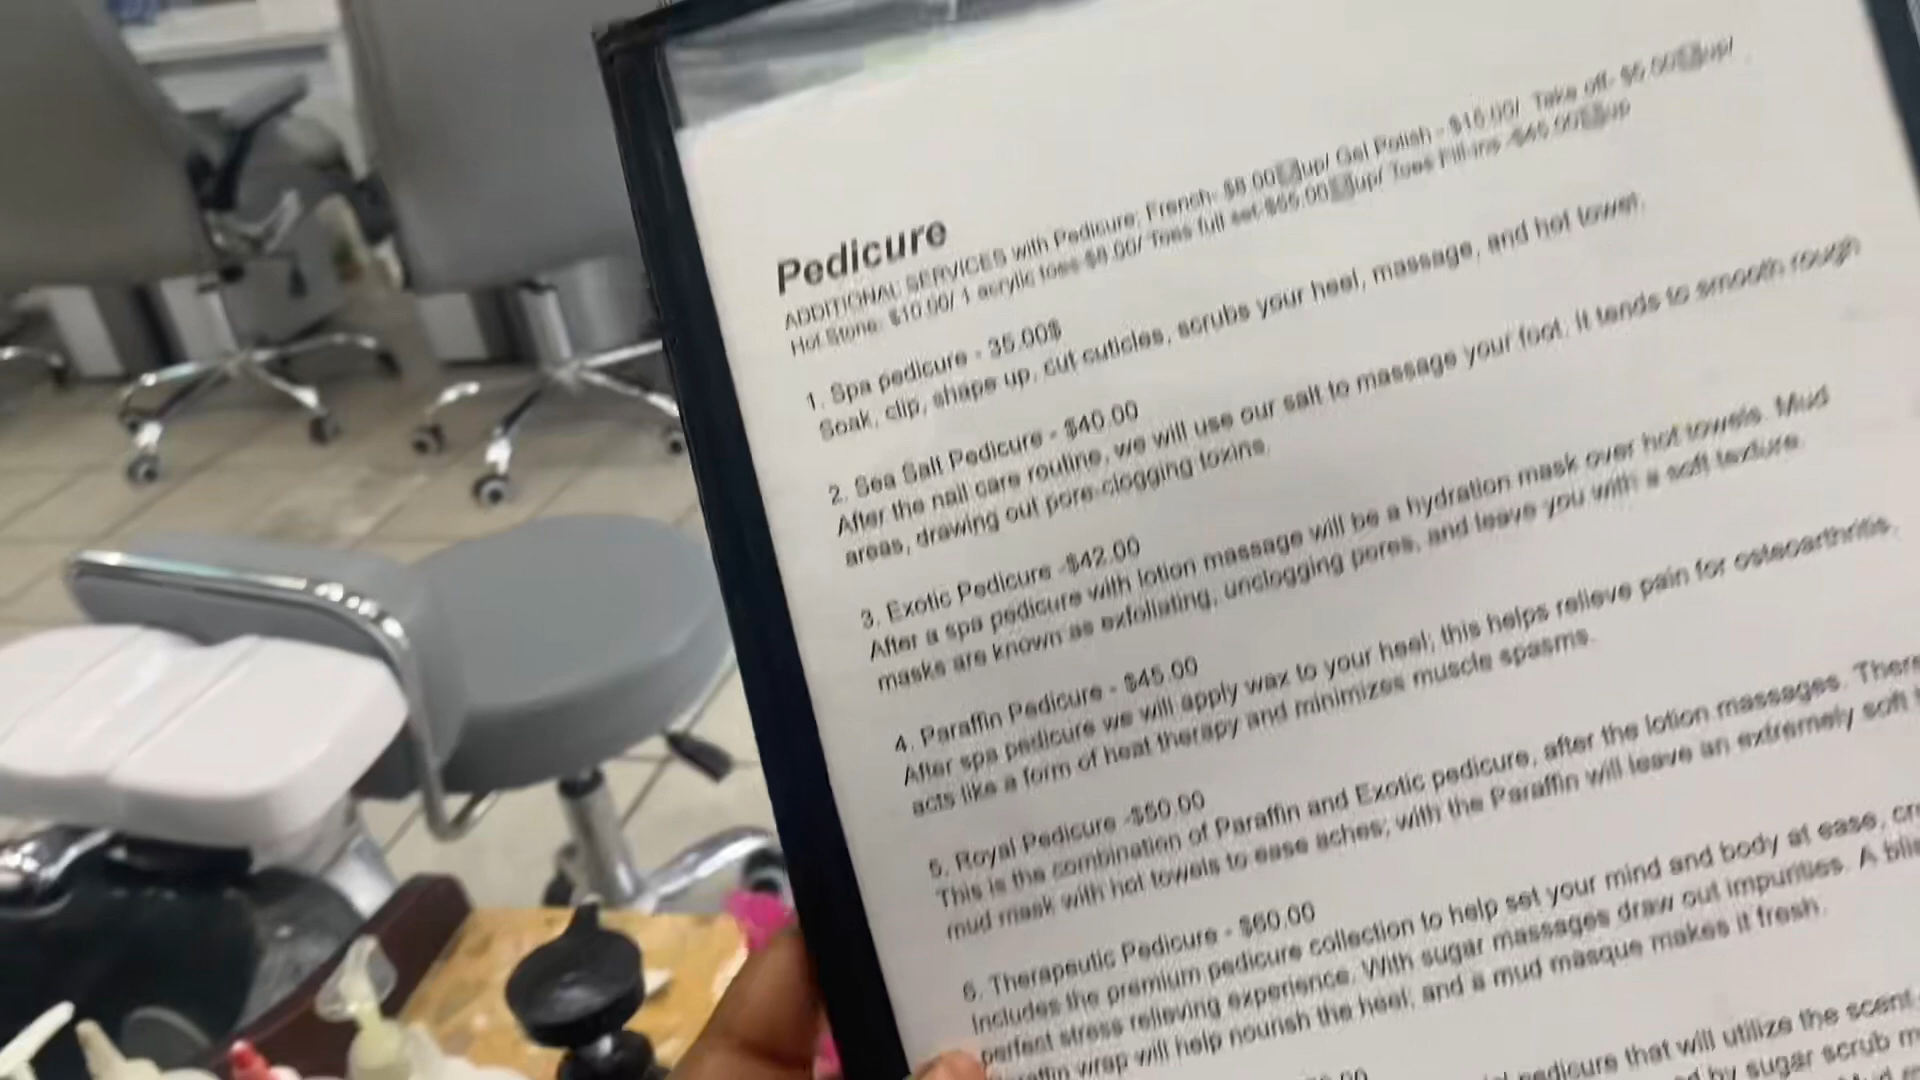 Pedicure
ADDITIONAL SERVICES with Pedicure; French- $8.00 up/ Gel Polish - $15.00/ Take off- $5.00 up/
Hot Stone: $10.00/ 1 acrylic toes-$8.00/ Toes full set-$55.00 up/ Toes Fill-ins -$45.00 up
1. Spa pedicure - 35.00$
Soak, clip, shape up, cut cuticles, scrubs your heel, massage, and hot towel.
2. Sea Salt Pedicure - $40.00
After the nail care routine, we will use our salt to massage your foot. It tends to smooth rough
areas, drawing out pore-clogging toxins.
3. Exotic Pedicure -$42.00
After a spa pedicure with lotion massage will be a hydration mask over hot towels. Mud
masks are known as exfoliating, unclogging pores, and leave you with a soft texture.
4. Paraffin Pedicure - $45.00
After spa pedicure we will apply wax to your heel; this helps relieve pain for osteoarthritis,
acts like a form of heat therapy and minimizes muscle spasms.
5. Royal Pedicure -$50.00
This is the combination of Paraffin and Exotic pedicure, after the lotion massages. There
mud mask with hot towels to ease aches; with the Paraffin will leave an extremely soft
6. Therapeutic Pedicure - $60.00
Includes the premium pedicure collection to help set your mind and body at ease,
perfect stress relieving experience. With sugar massages draw out impurities. A
wrap will help nourish the heel; and a mud masque makes it fresh.
pedicure that will utilize the scent
by sugar scrub